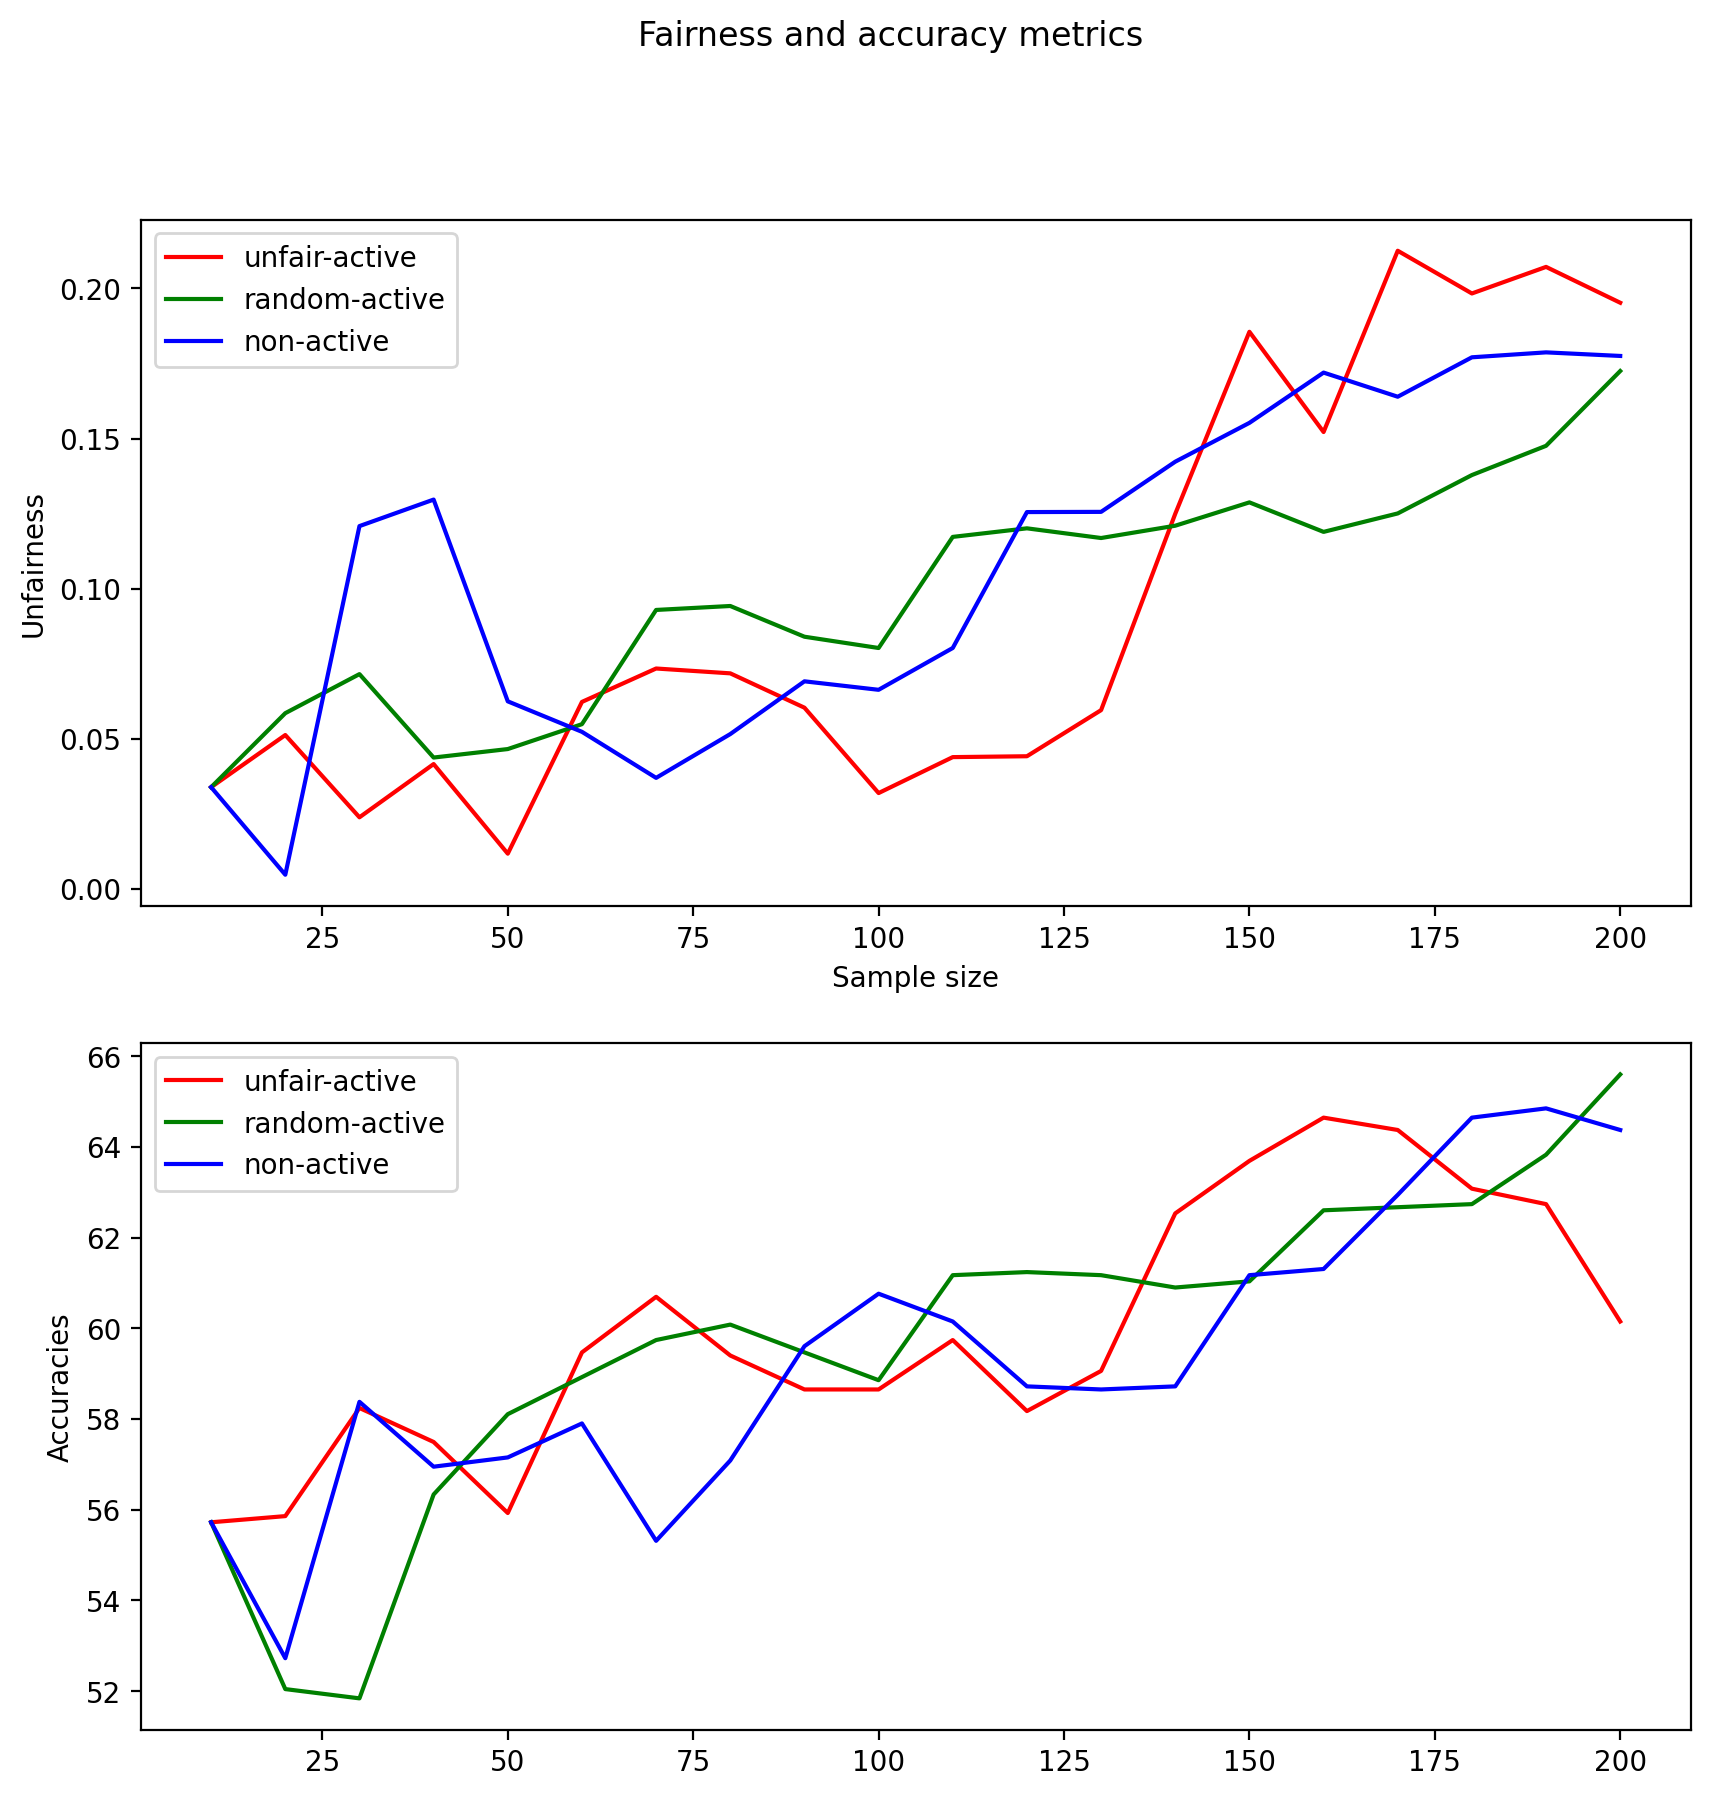 Fairness and accuracy metrics
unfair-active
random-active
non-active
0.20
0.15
0.10
0.05
0.00
Unfairness
25 50 75 100 125 150 175 200
Sample size
unfair-active
random-active
non-active
66
64
62
60
58
56
54
52
Accuracies
25 50 75 100 125 150 175 200